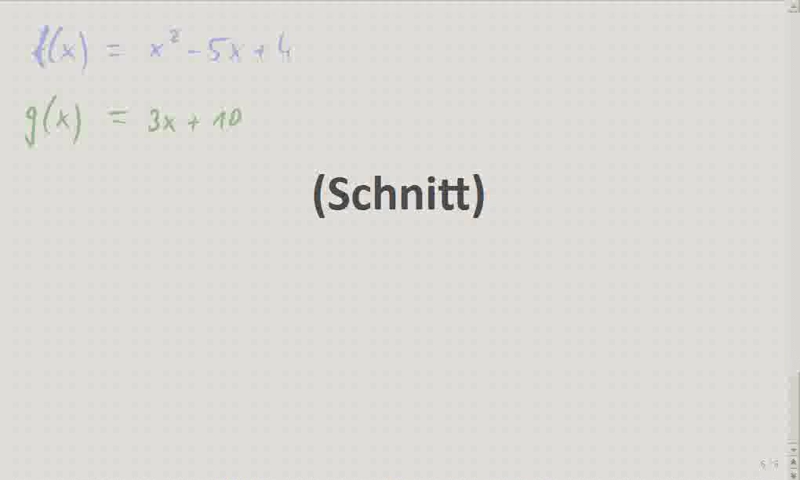 f(x) = x² - 5x + 4
g(x) = 3x + 10
(Schnitt)